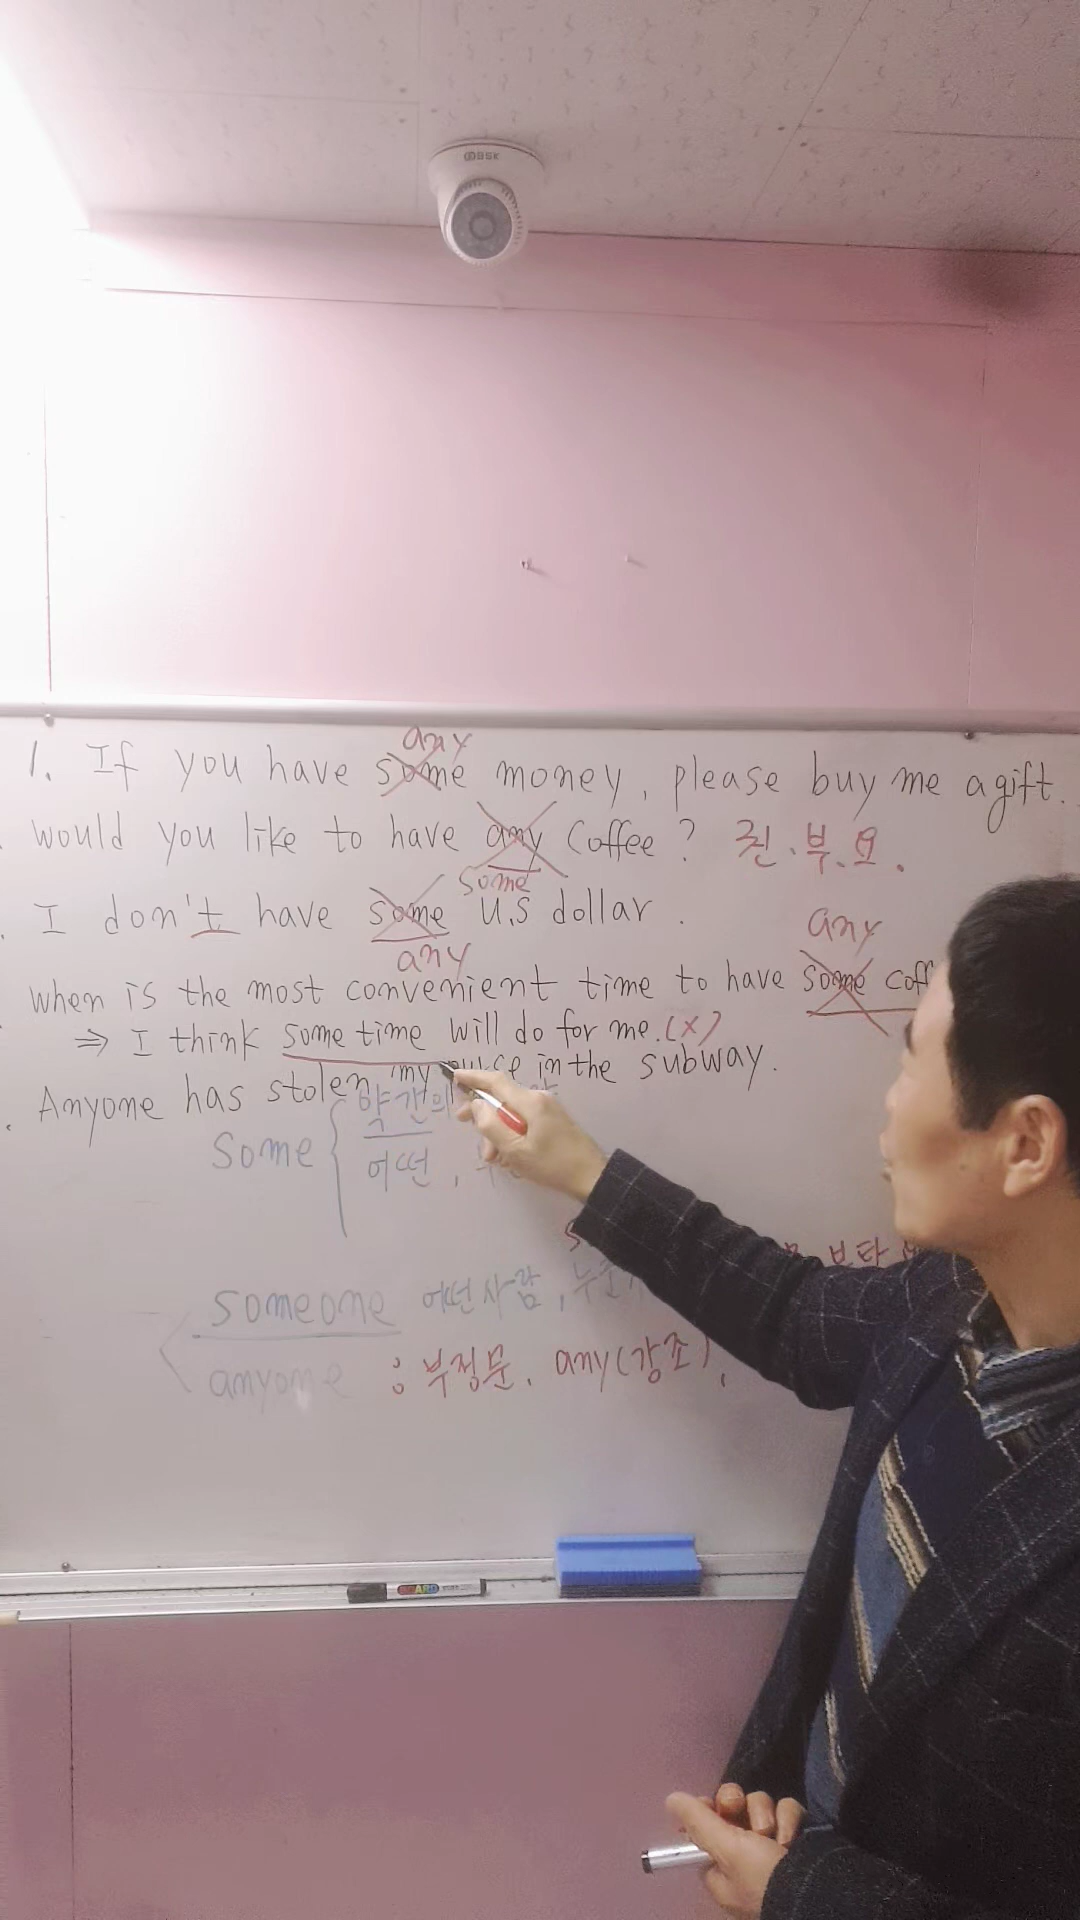 BSK
any
1. If you have some money, please buy me a gift.
would you like to have any coffee? 권.부.요.
some
I don't have some U.S dollar.
any
any
when is the most convenient time to have some coff
⇒ I think some time will do for me.(X)
Anyone has stolen my in the subway.
some { 약간의
어떤,
someone 어떤 사람,
anyone : 부정문, any(강조),